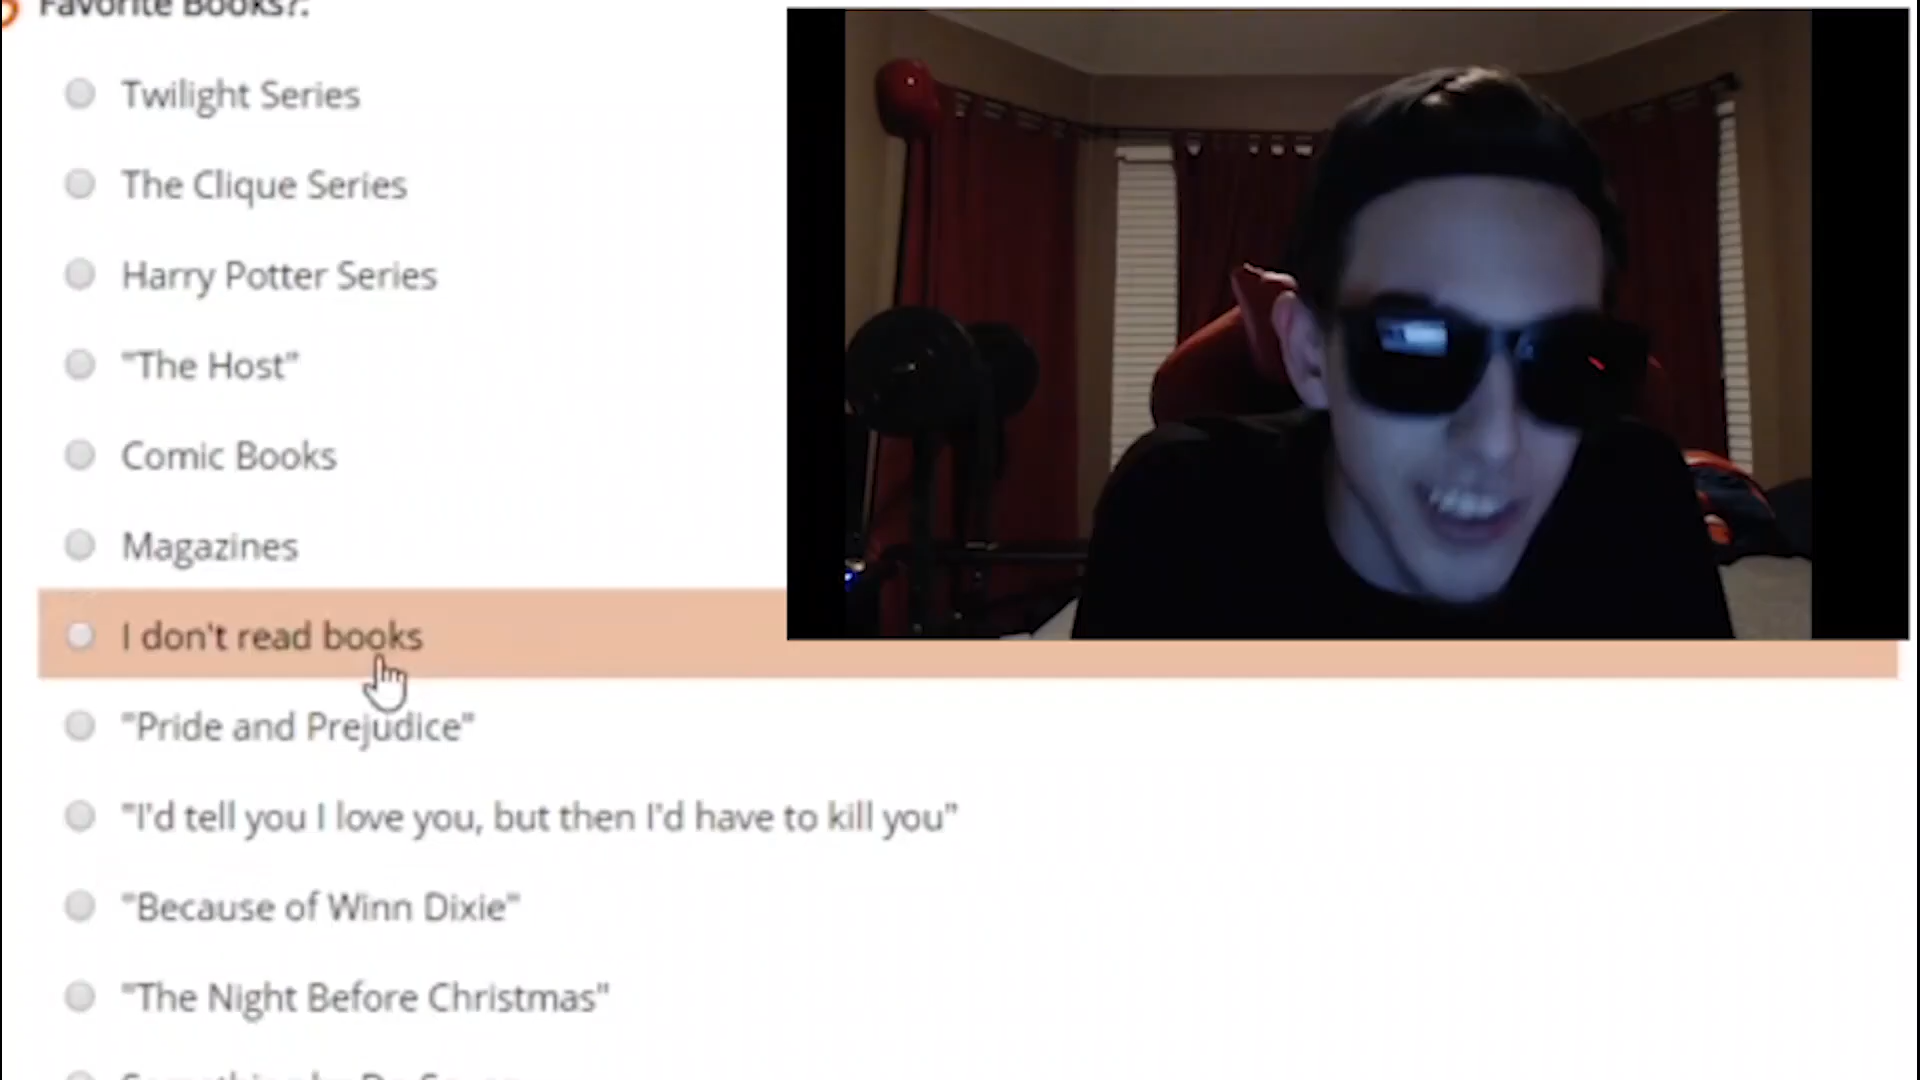 Favorite Books?:
Twilight Series
The Clique Series
Harry Potter Series
"The Host"
Comic Books
Magazines
I don't read books
"Pride and Prejudice"
"I'd tell you I love you, but then I'd have to kill you"
"Because of Winn Dixie"
"The Night Before Christmas"